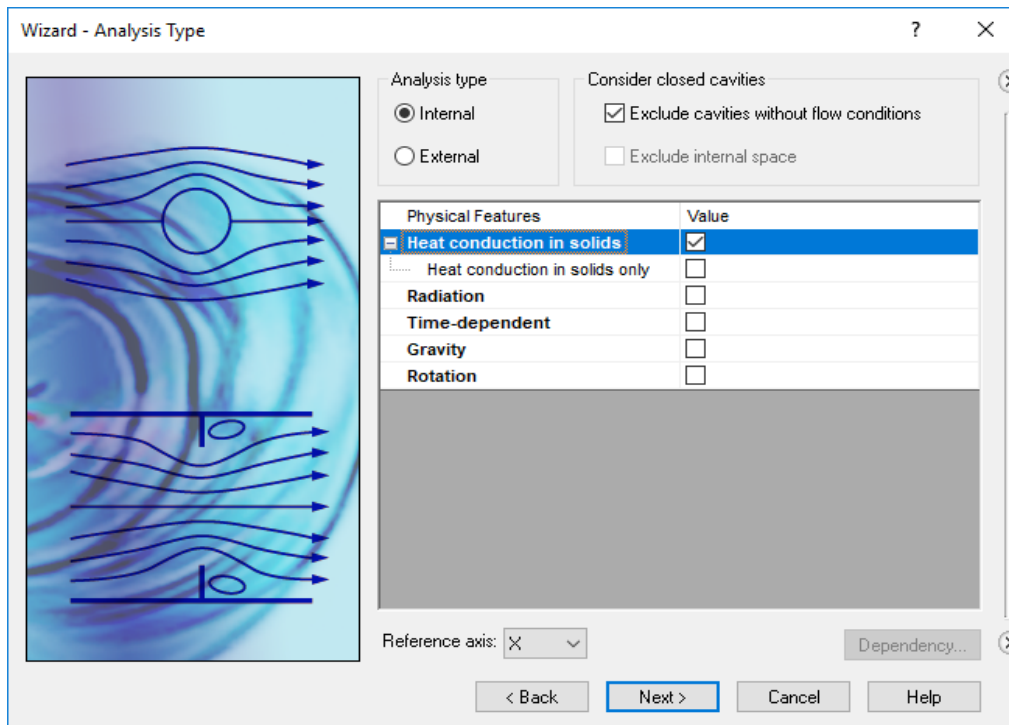 Wizard - Analysis Type
Analysis type
Internal
External
Consider closed cavities
Exclude cavities without flow conditions
Exclude internal space
Physical Features Value
Heat conduction in solids
Heat conduction in solids only
Radiation
Time-dependent
Gravity
Rotation
Reference axis: X
Dependency...
< Back Next > Cancel Help